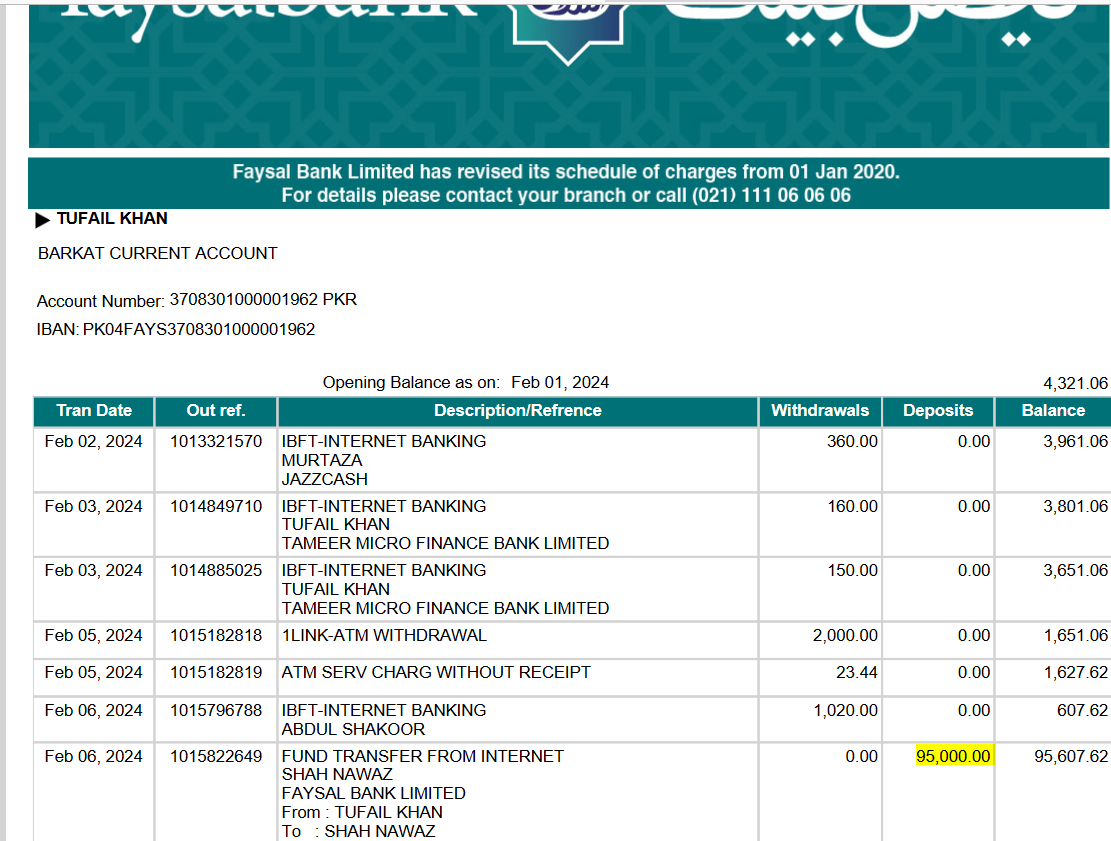 faysalbank
فیصل بینک
Faysal Bank Limited has revised its schedule of charges from 01 Jan 2020.
For details please contact your branch or call (021) 111 06 06 06
TUFAIL KHAN
BARKAT CURRENT ACCOUNT
Account Number: 3708301000001962 PKR
IBAN: PK04FAYS3708301000001962
Opening Balance as on: Feb 01, 2024 4,321.06
Tran Date Out ref. Description/Refrence Withdrawals Deposits Balance
Feb 02, 2024 1013321570 IBFT-INTERNET BANKING 360.00 0.00 3,961.06
MURTAZA
JAZZCASH
Feb 03, 2024 1014849710 IBFT-INTERNET BANKING 160.00 0.00 3,801.06
TUFAIL KHAN
TAMEER MICRO FINANCE BANK LIMITED
Feb 03, 2024 1014885025 IBFT-INTERNET BANKING 150.00 0.00 3,651.06
TUFAIL KHAN
TAMEER MICRO FINANCE BANK LIMITED
Feb 05, 2024 1015182818 1LINK-ATM WITHDRAWAL 2,000.00 0.00 1,651.06
Feb 05, 2024 1015182819 ATM SERV CHARG WITHOUT RECEIPT 23.44 0.00 1,627.62
Feb 06, 2024 1015796788 IBFT-INTERNET BANKING 1,020.00 0.00 607.62
ABDUL SHAKOOR
Feb 06, 2024 1015822649 FUND TRANSFER FROM INTERNET 0.00 95,000.00 95,607.62
SHAH NAWAZ
FAYSAL BANK LIMITED
From : TUFAIL KHAN
To : SHAH NAWAZ